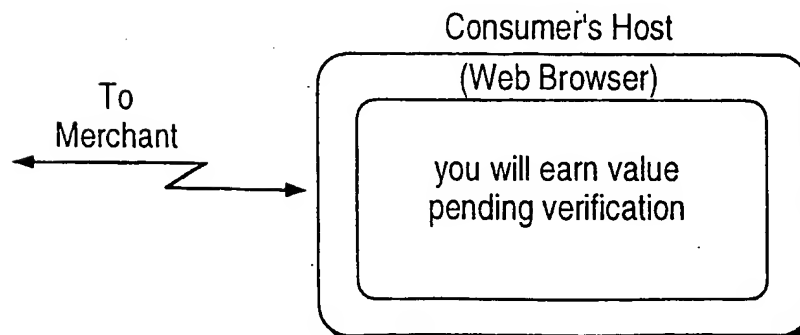 Consumer's Host
(Web Browser)
To
Merchant
you will earn value
pending verification